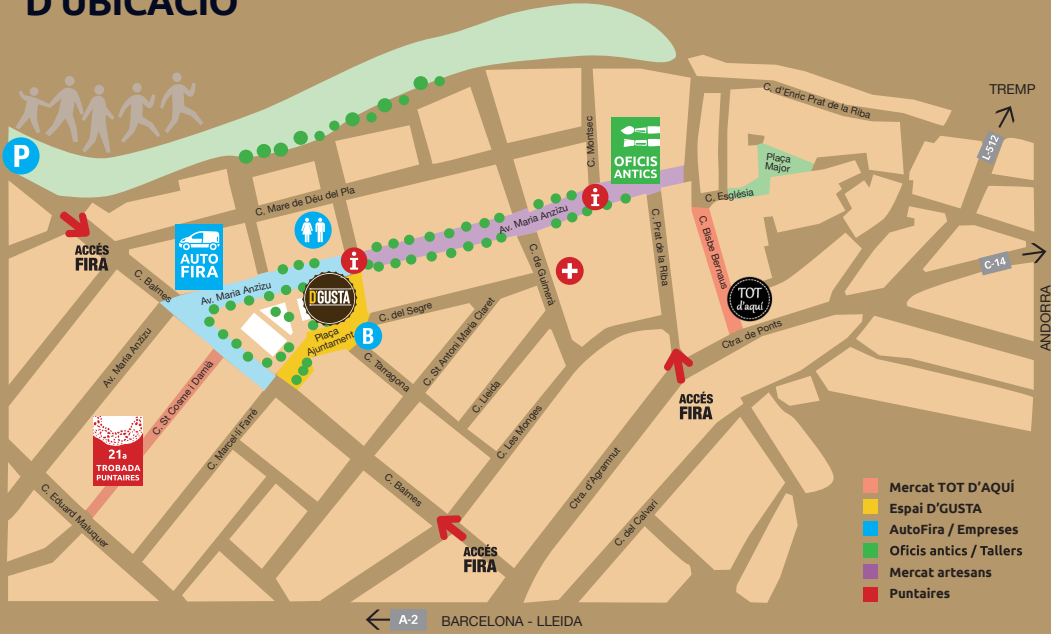 D'UBICACIÓ
P
ACCÉS
FIRA
AUTO
FIRA
C. Mare de Déu del Pla
C. Montsec
OFICIS
ANTICS
C. d'Enric Prat de la Riba
Plaça
Major
C. Església
TREMP
L-512
C-14
ANDORRA
i
Av. Maria Anzizu
i
C. Balmes
Av. Maria Anzizu
D'GUSTA
Plaça
Ajuntament
B
C. del Segre
C. de Guimerà
C. Prat de la Riba
C. Bisbe Bernaus
TOT
d'aquí
Ctra. de Ponts
Av. Maria Anzizu
C. St Cosme i Damià
C. Marcel·lí Farré
C. Tarragona
C. St Antoni Maria Claret
C. Lleida
C. Les Monges
ACCÉS
FIRA
21a
TROBADA
PUNTAIRES
C. Eduard Maluquer
C. Balmes
ACCÉS
FIRA
Ctra. d'Agramnut
C. del Calvari
Mercat TOT D'AQUÍ
Espai D'GUSTA
AutoFira / Empreses
Oficis antics / Tallers
Mercat artesans
Puntaires
A-2
BARCELONA - LLEIDA